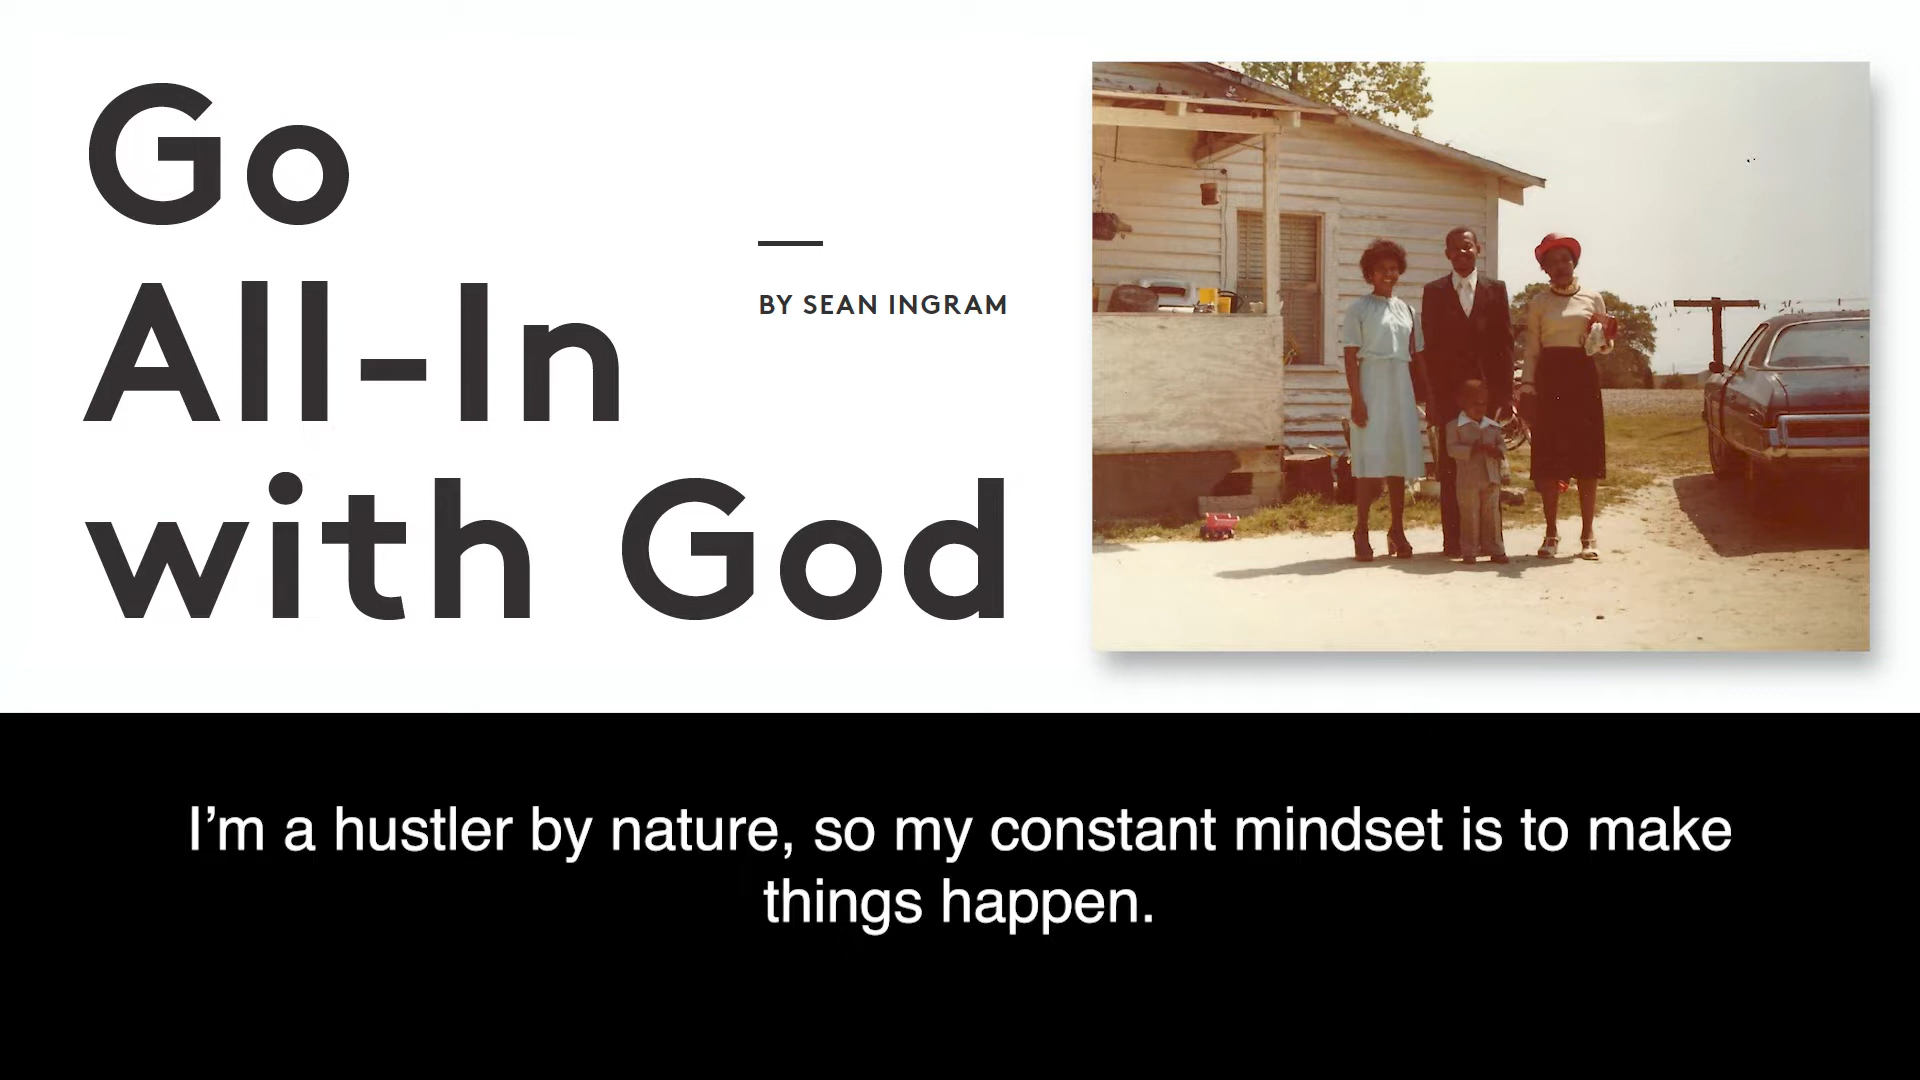 Go
All-In
with God
BY SEAN INGRAM
I’m a hustler by nature, so my constant mindset is to make
things happen.